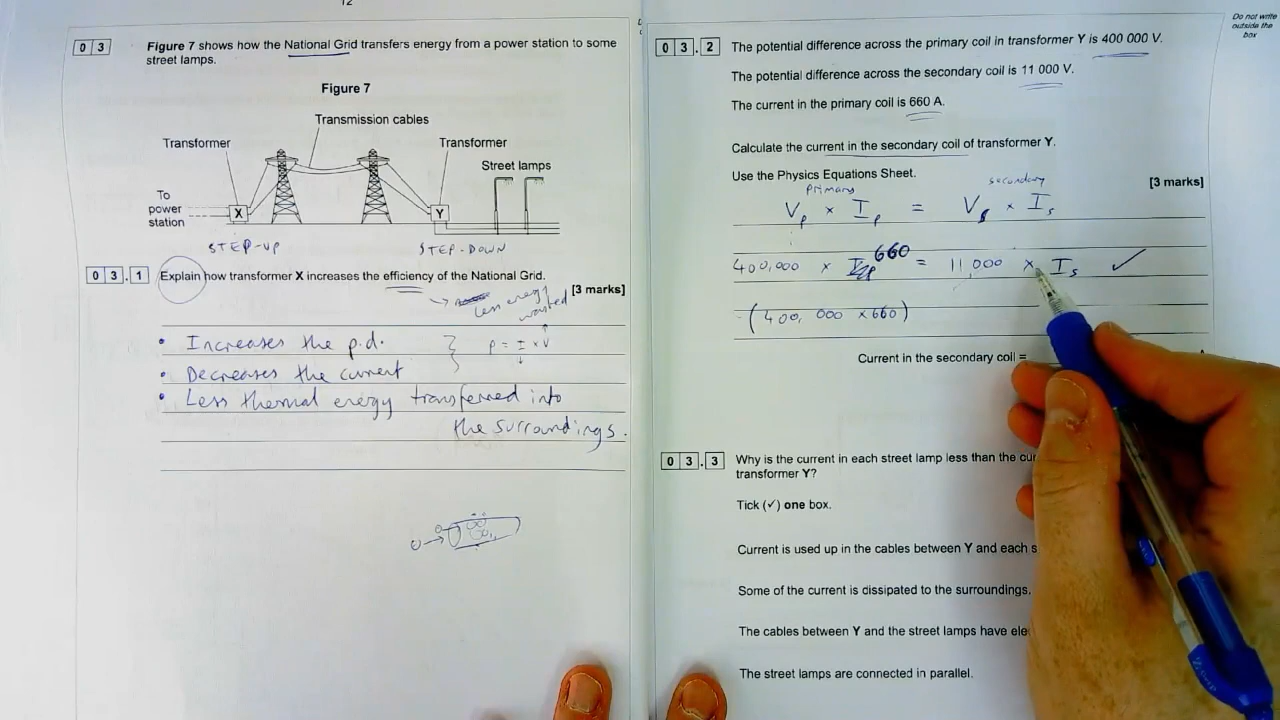 12
Do not write
outside the
box
0 3
Figure 7 shows how the National Grid transfers energy from a power station to some
street lamps.
Figure 7
Transmission cables
Transformer
Transformer
Street lamps
To
power
station
X
Y
STEP-UP
STEP-DOWN
0 3 . 1 Explain how transformer X increases the efficiency of the National Grid.
[3 marks]
→ less energy
wasted
• Increases the p.d.
P = I × V
• Decreases the current
• Less thermal energy transferred into
the surroundings.
0 3 . 2 The potential difference across the primary coil in transformer Y is 400 000 V.
The potential difference across the secondary coil is 11 000 V.
The current in the primary coil is 660 A.
Calculate the current in the secondary coil of transformer Y.
Use the Physics Equations Sheet.
[3 marks]
primary
secondary
Vp × Ip = Vs × Is
400,000 × 660 = 11,000 × Is ✓
(400,000 × 660)
Current in the secondary coil =
0 3 . 3 Why is the current in each street lamp less than the
transformer Y?
Tick (✓) one box.
Current is used up in the cables between Y and each
Some of the current is dissipated to the surroundings.
The cables between Y and the street lamps have
The street lamps are connected in parallel.